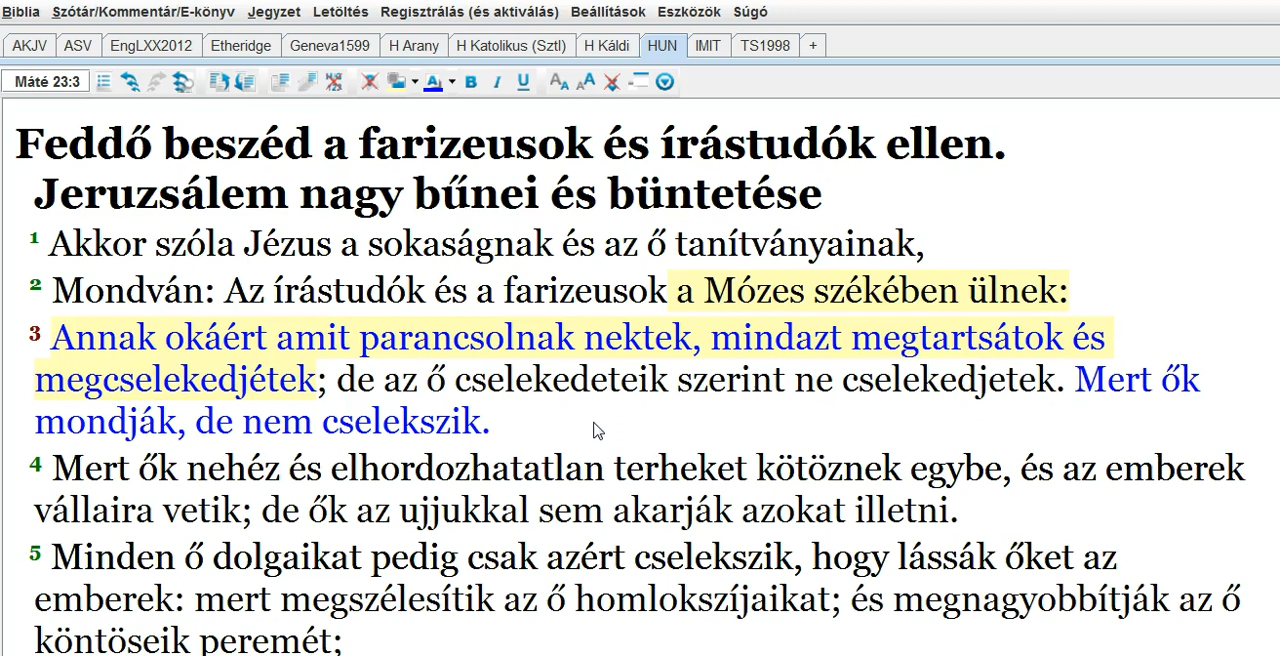 Biblia Szótár/Kommentár/E-könyv Jegyzet Letöltés Regisztrálás (és aktiválás) Beállítások Eszközök Súgó
AKJV ASV EngLXX2012 Etheridge Geneva1599 H Arany H Katolikus (Sztl) H Káldi HUN IMIT TS1998 +
Máté 23:3
Feddő beszéd a farizeusok és írástudók ellen.
Jeruzsálem nagy bűnei és büntetése
1 Akkor szóla Jézus a sokaságnak és az ő tanítványainak,
2 Mondván: Az írástudók és a farizeusok a Mózes székében ülnek:
3 Annak okáért amit parancsolnak nektek, mindazt megtartsátok és
megcselekedjétek; de az ő cselekedeteik szerint ne cselekedjetek. Mert ők
mondják, de nem cselekszik.
4 Mert ők nehéz és elhordozhatatlan terheket kötöznek egybe, és az emberek
vállaira vetik; de ők az ujjukkal sem akarják azokat illetni.
5 Minden ő dolgaikat pedig csak azért cselekszik, hogy lássák őket az
emberek: mert megszélesítik az ő homlokszíjaikat; és megnagyobbítják az ő
köntöseik peremét;